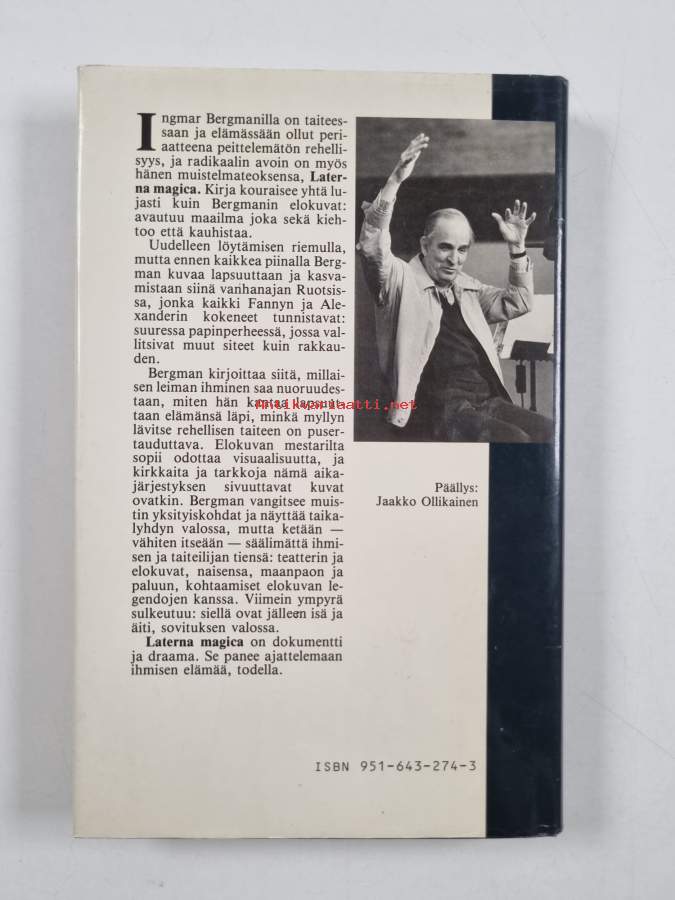 Ingmar Bergmanilla on taitees-
saan ja elämässään ollut peri-
aatteena peittelemätön rehelli-
syys, ja radikaalin avoin on myös
hänen muistelmateoksensa, Later-
na magica. Kirja kouraisee yhtä lu-
jasti kuin Bergmanin elokuvat:
avautuu maailma joka sekä kieh-
too että kauhistaa.
Uudelleen löytämisen riemulla,
mutta ennen kaikkea piinalla Berg-
man kuvaa lapsuuttaan ja kasva-
mistaan siinä vanhanajan Ruotsis-
sa, jonka kaikki Fannyn ja Ale-
xanderin kokeneet tunnistavat:
suuressa papinperheessä, jossa val-
litsivat muut siteet kuin rakkau-
den.
Bergman kirjoittaa siitä, millai-
sen leiman ihminen saa nuoruudes-
taan, miten hän kantaa lapsuut-
taan elämänsä läpi, minkä myllyn
lävitse rehellisen taiteen on puser-
tauduttava. Elokuvan mestarilta
sopii odottaa visuaalisuutta, ja
kirkkaita ja tarkkoja nämä aika-
järjestyksen sivuuttavat kuvat
ovatkin. Bergman vangitsee muis-
tin yksityiskohdat ja näyttää taika-
lyhdyn valossa, mutta ketään —
vähiten itseään — säälimättä ihmi-
sen ja taiteilijan tiensä: teatterin ja
elokuvat, naisensa, maanpaon ja
paluun, kohtaamiset elokuvan le-
gendojen kanssa. Viimein ympyrä
sulkeutuu: siellä ovat jälleen isä ja
äiti, sovituksen valossa.
Laterna magica on dokumentti
ja draama. Se panee ajattelemaan
ihmisen elämää, todella.
Antikvariaatti.net
Päällys:
Jaakko Ollikainen
ISBN 951-643-274-3